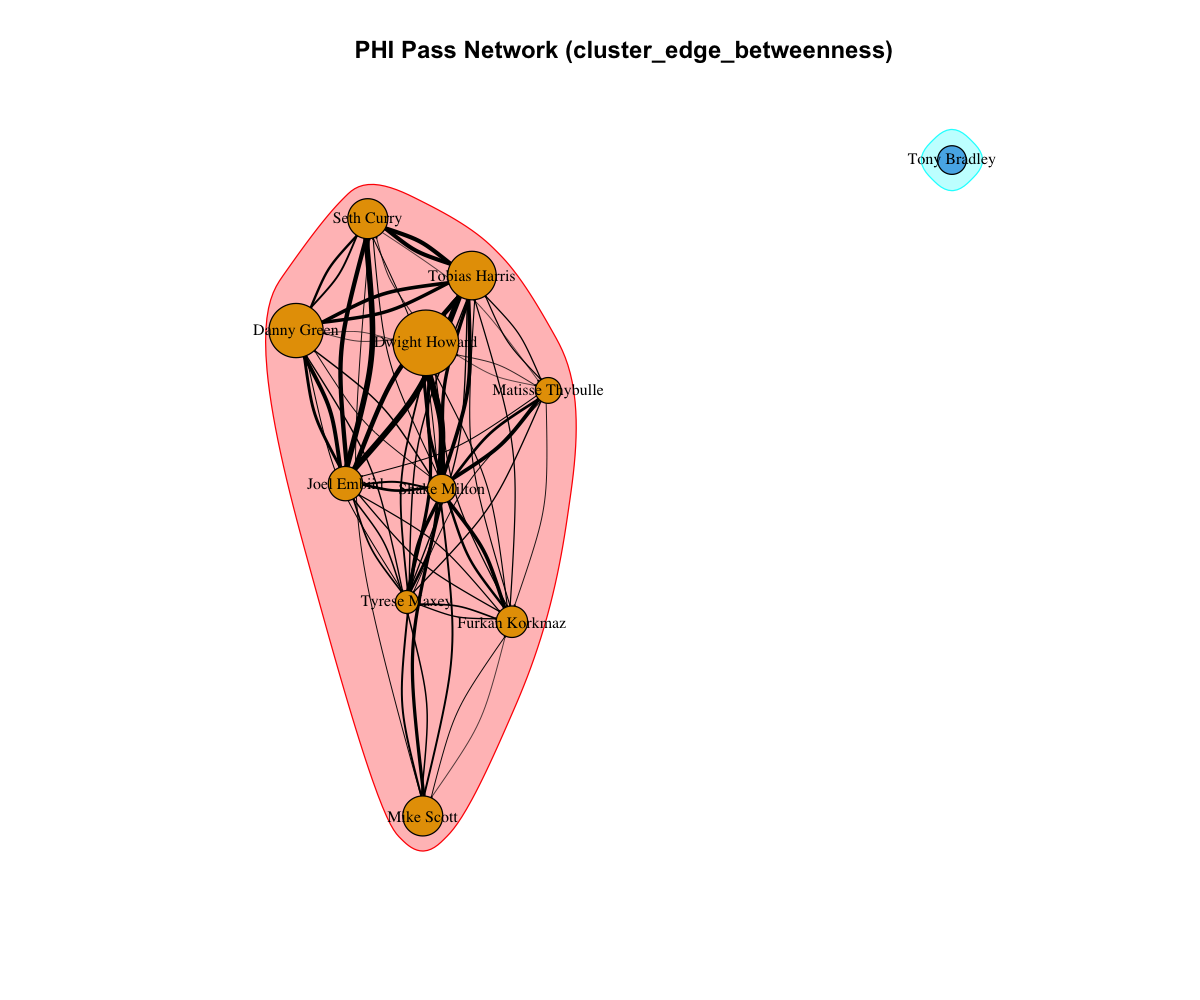 PHI Pass Network (cluster_edge_betweenness)
Tony Bradley
Seth Curry
Tobias Harris
Danny Green
Dwight Howard
Matisse Thybulle
Joel Embiid
Shake Milton
Tyrese Maxey
Furkan Korkmaz
Mike Scott